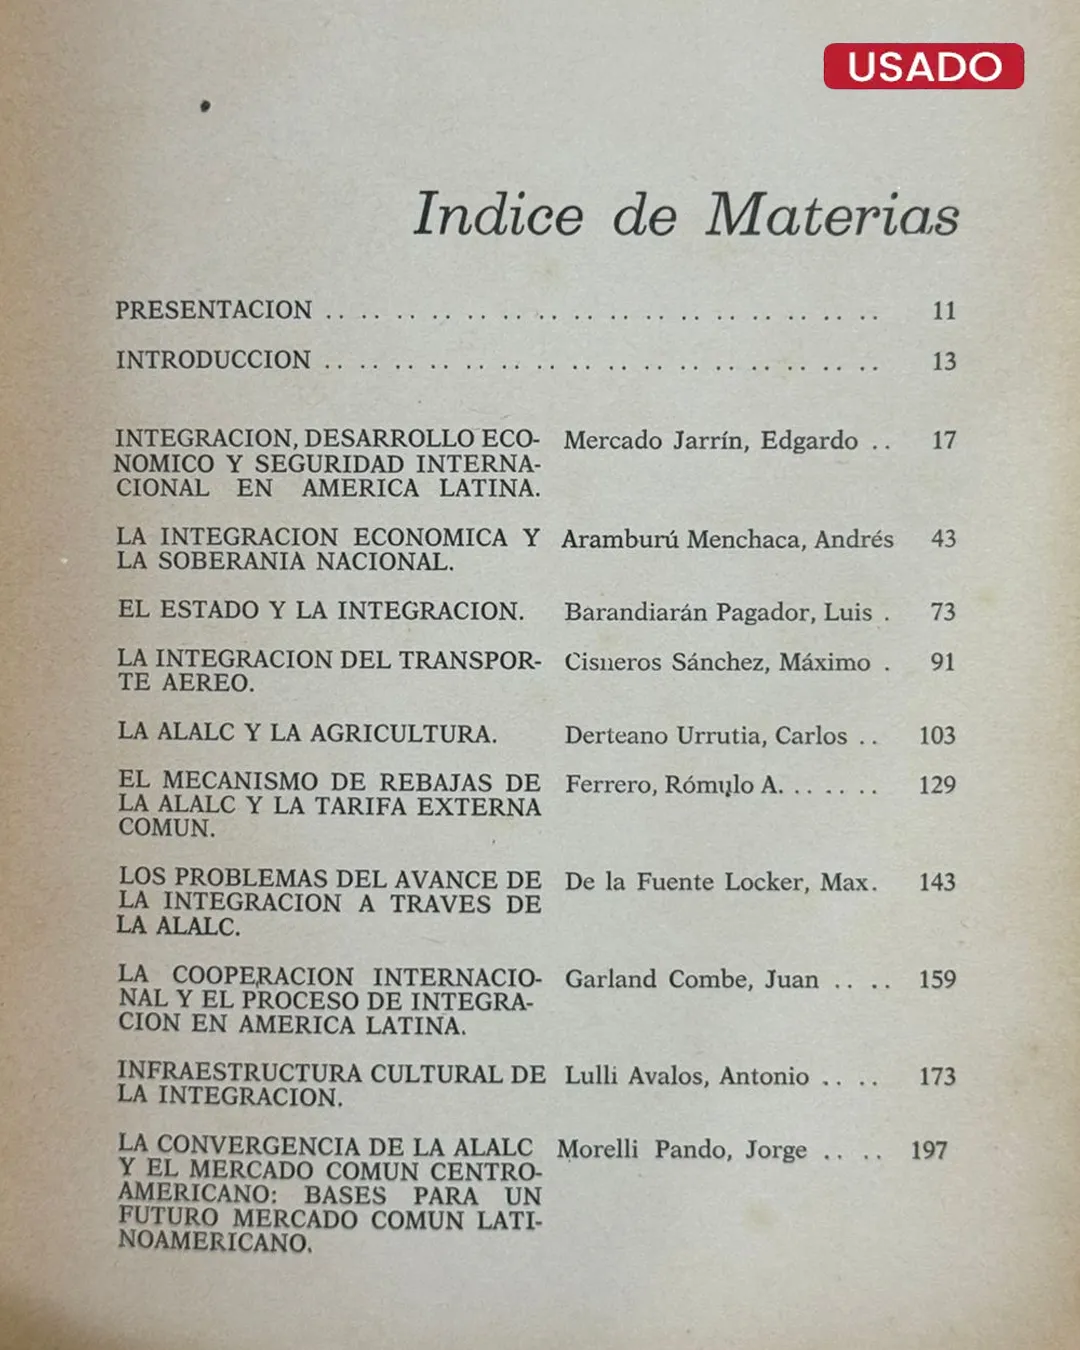 USADO
Indice de Materias
PRESENTACION .. .. .. .. .. .. .. .. .. .. .. .. .. .. .. .. 11
INTRODUCCION .. .. .. .. .. .. .. .. .. .. .. .. .. .. .. .. 13
INTEGRACION, DESARROLLO ECO- Mercado Jarrín, Edgardo .. 17
NOMICO Y SEGURIDAD INTERNA-
CIONAL EN AMERICA LATINA.
LA INTEGRACION ECONOMICA Y Aramburú Menchaca, Andrés 43
LA SOBERANIA NACIONAL.
EL ESTADO Y LA INTEGRACION. Barandiarán Pagador, Luis . 73
LA INTEGRACION DEL TRANSPOR- Cisneros Sánchez, Máximo . 91
TE AEREO.
LA ALALC Y LA AGRICULTURA. Derteano Urrutia, Carlos .. 103
EL MECANISMO DE REBAJAS DE Ferrero, Rómulo A. .. .. .. 129
LA ALALC Y LA TARIFA EXTERNA
COMUN.
LOS PROBLEMAS DEL AVANCE DE De la Fuente Locker, Max. 143
LA INTEGRACION A TRAVES DE
LA ALALC.
LA COOPERACION INTERNACIO- Garland Combe, Juan .. .. 159
NAL Y EL PROCESO DE INTEGRA-
CION EN AMERICA LATINA.
INFRAESTRUCTURA CULTURAL DE Lulli Avalos, Antonio .. .. 173
LA INTEGRACION.
LA CONVERGENCIA DE LA ALALC Morelli Pando, Jorge .. .. 197
Y EL MERCADO COMUN CENTRO-
AMERICANO: BASES PARA UN
FUTURO MERCADO COMUN LATI-
NOAMERICANO.